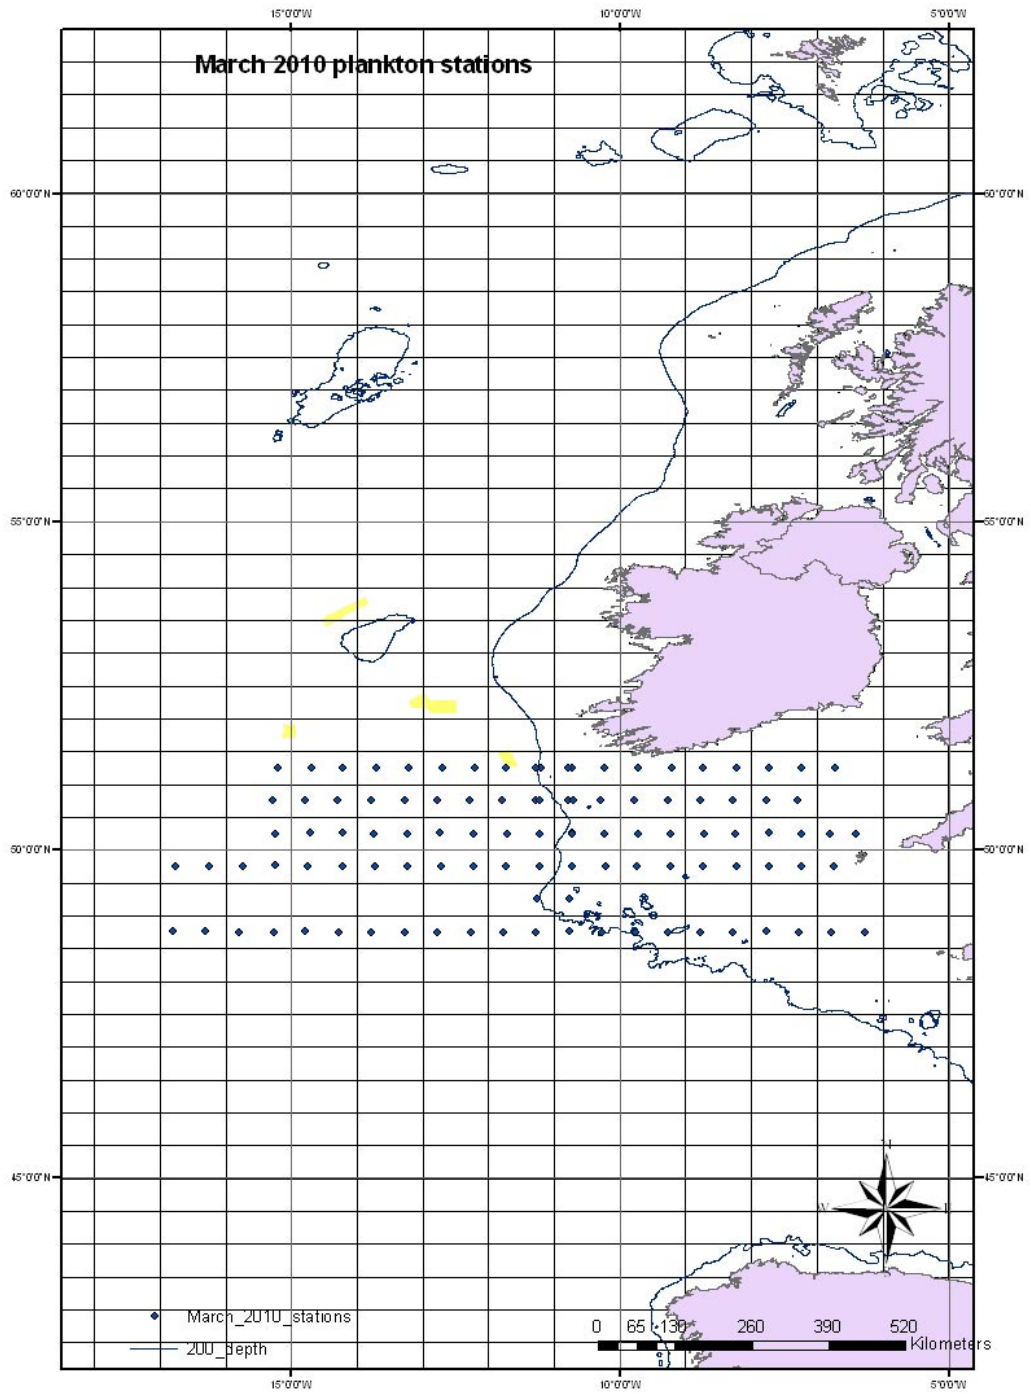 15°0'0"W 10°0'0"W 5°0'0"W
March 2010 plankton stations
60°0'0"N 60°0'0"N
55°0'0"N 55°0'0"N
50°0'0"N 50°0'0"N
45°0'0"N 45°0'0"N
N
W E
March_2010_stations
200_depth
0 65 130 260 390 520
Kilometers
15°0'0"W 10°0'0"W 5°0'0"W